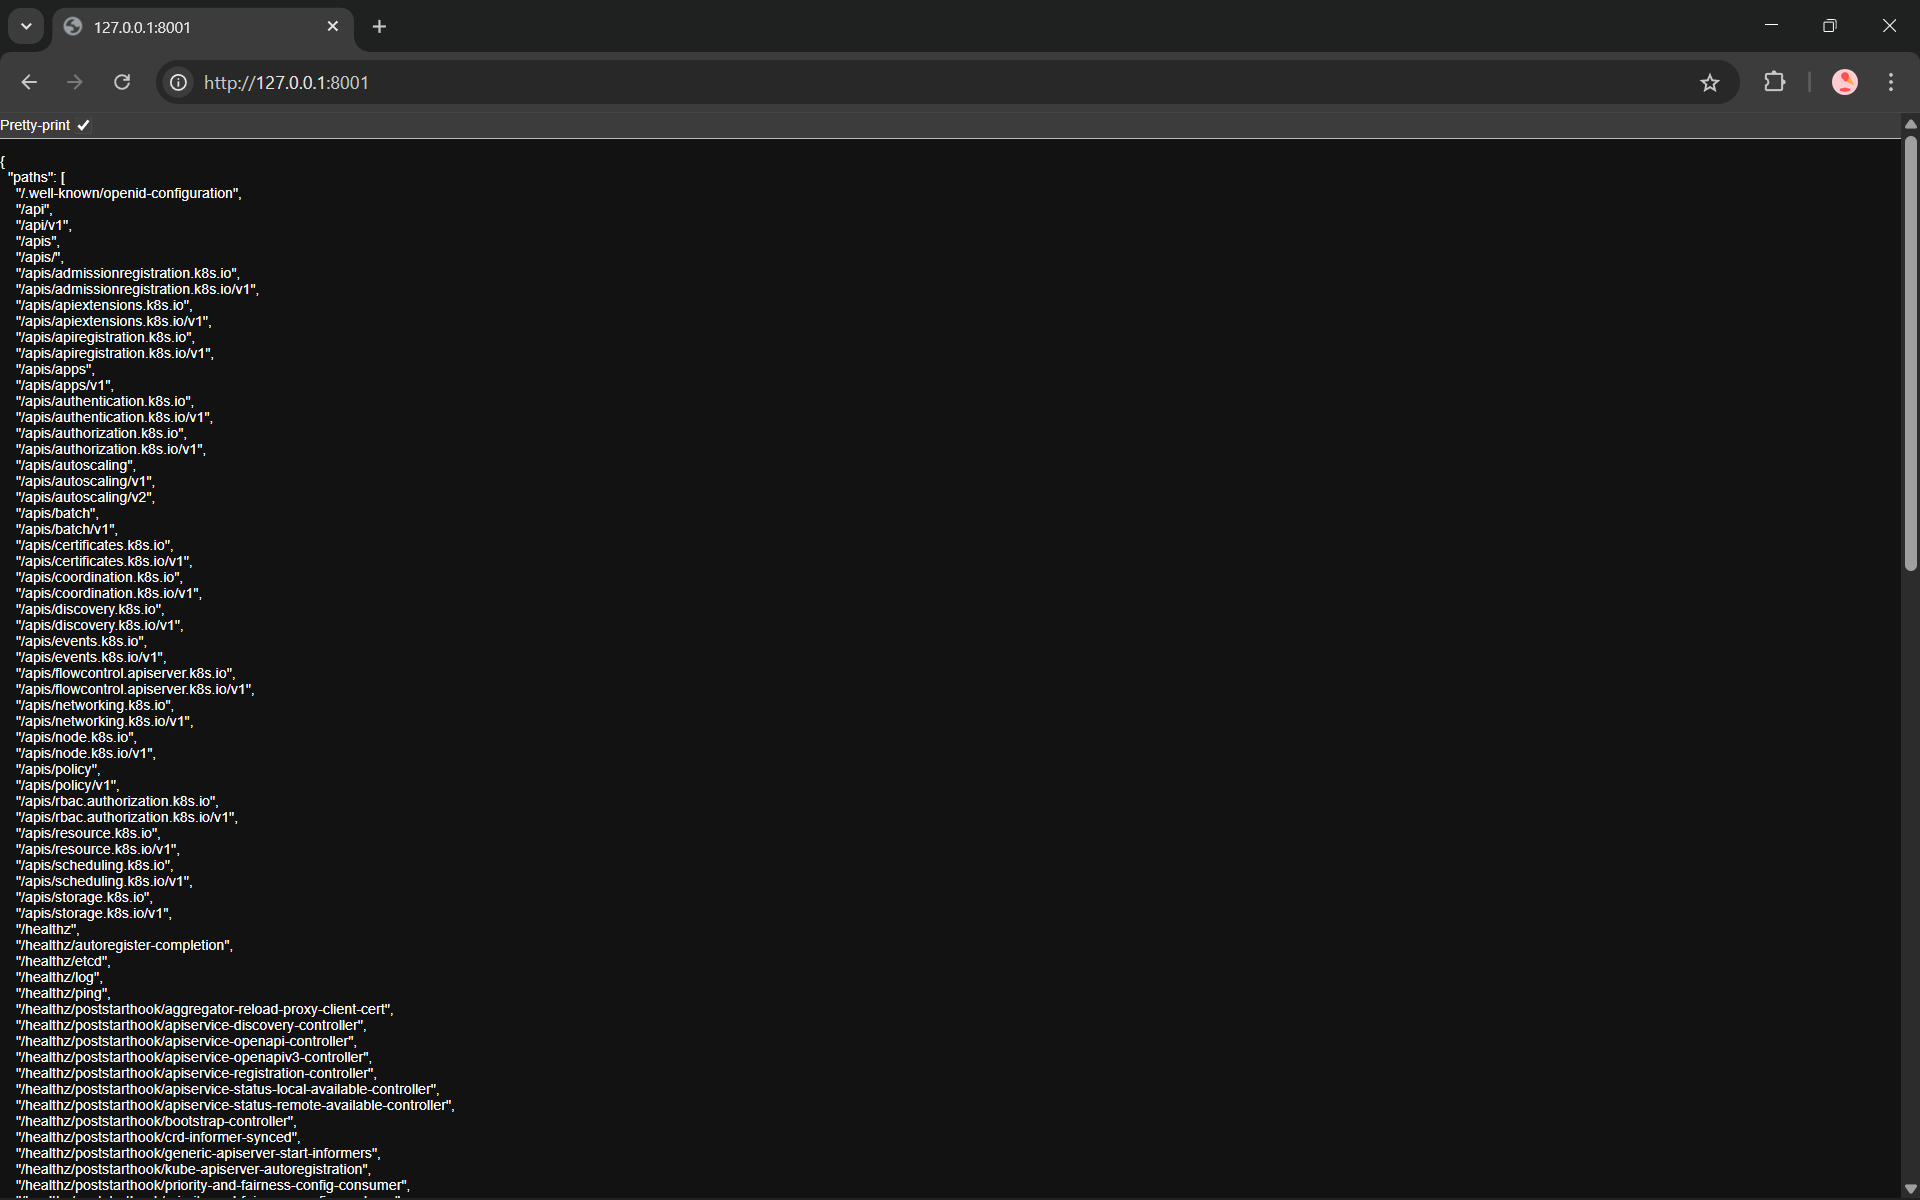 127.0.0.1:8001
http://127.0.0.1:8001
Pretty-print
{
"paths": [
"/.well-known/openid-configuration",
"/api",
"/api/v1",
"/apis",
"/apis/",
"/apis/admissionregistration.k8s.io",
"/apis/admissionregistration.k8s.io/v1",
"/apis/apiextensions.k8s.io",
"/apis/apiextensions.k8s.io/v1",
"/apis/apiregistration.k8s.io",
"/apis/apiregistration.k8s.io/v1",
"/apis/apps",
"/apis/apps/v1",
"/apis/authentication.k8s.io",
"/apis/authentication.k8s.io/v1",
"/apis/authorization.k8s.io",
"/apis/authorization.k8s.io/v1",
"/apis/autoscaling",
"/apis/autoscaling/v1",
"/apis/autoscaling/v2",
"/apis/batch",
"/apis/batch/v1",
"/apis/certificates.k8s.io",
"/apis/certificates.k8s.io/v1",
"/apis/coordination.k8s.io",
"/apis/coordination.k8s.io/v1",
"/apis/discovery.k8s.io",
"/apis/discovery.k8s.io/v1",
"/apis/events.k8s.io",
"/apis/events.k8s.io/v1",
"/apis/flowcontrol.apiserver.k8s.io",
"/apis/flowcontrol.apiserver.k8s.io/v1",
"/apis/networking.k8s.io",
"/apis/networking.k8s.io/v1",
"/apis/node.k8s.io",
"/apis/node.k8s.io/v1",
"/apis/policy",
"/apis/policy/v1",
"/apis/rbac.authorization.k8s.io",
"/apis/rbac.authorization.k8s.io/v1",
"/apis/resource.k8s.io",
"/apis/resource.k8s.io/v1",
"/apis/scheduling.k8s.io",
"/apis/scheduling.k8s.io/v1",
"/apis/storage.k8s.io",
"/apis/storage.k8s.io/v1",
"/healthz",
"/healthz/autoregister-completion",
"/healthz/etcd",
"/healthz/log",
"/healthz/ping",
"/healthz/poststarthook/aggregator-reload-proxy-client-cert",
"/healthz/poststarthook/apiservice-discovery-controller",
"/healthz/poststarthook/apiservice-openapi-controller",
"/healthz/poststarthook/apiservice-openapiv3-controller",
"/healthz/poststarthook/apiservice-registration-controller",
"/healthz/poststarthook/apiservice-status-local-available-controller",
"/healthz/poststarthook/apiservice-status-remote-available-controller",
"/healthz/poststarthook/bootstrap-controller",
"/healthz/poststarthook/crd-informer-synced",
"/healthz/poststarthook/generic-apiserver-start-informers",
"/healthz/poststarthook/kube-apiserver-autoregistration",
"/healthz/poststarthook/priority-and-fairness-config-consumer",